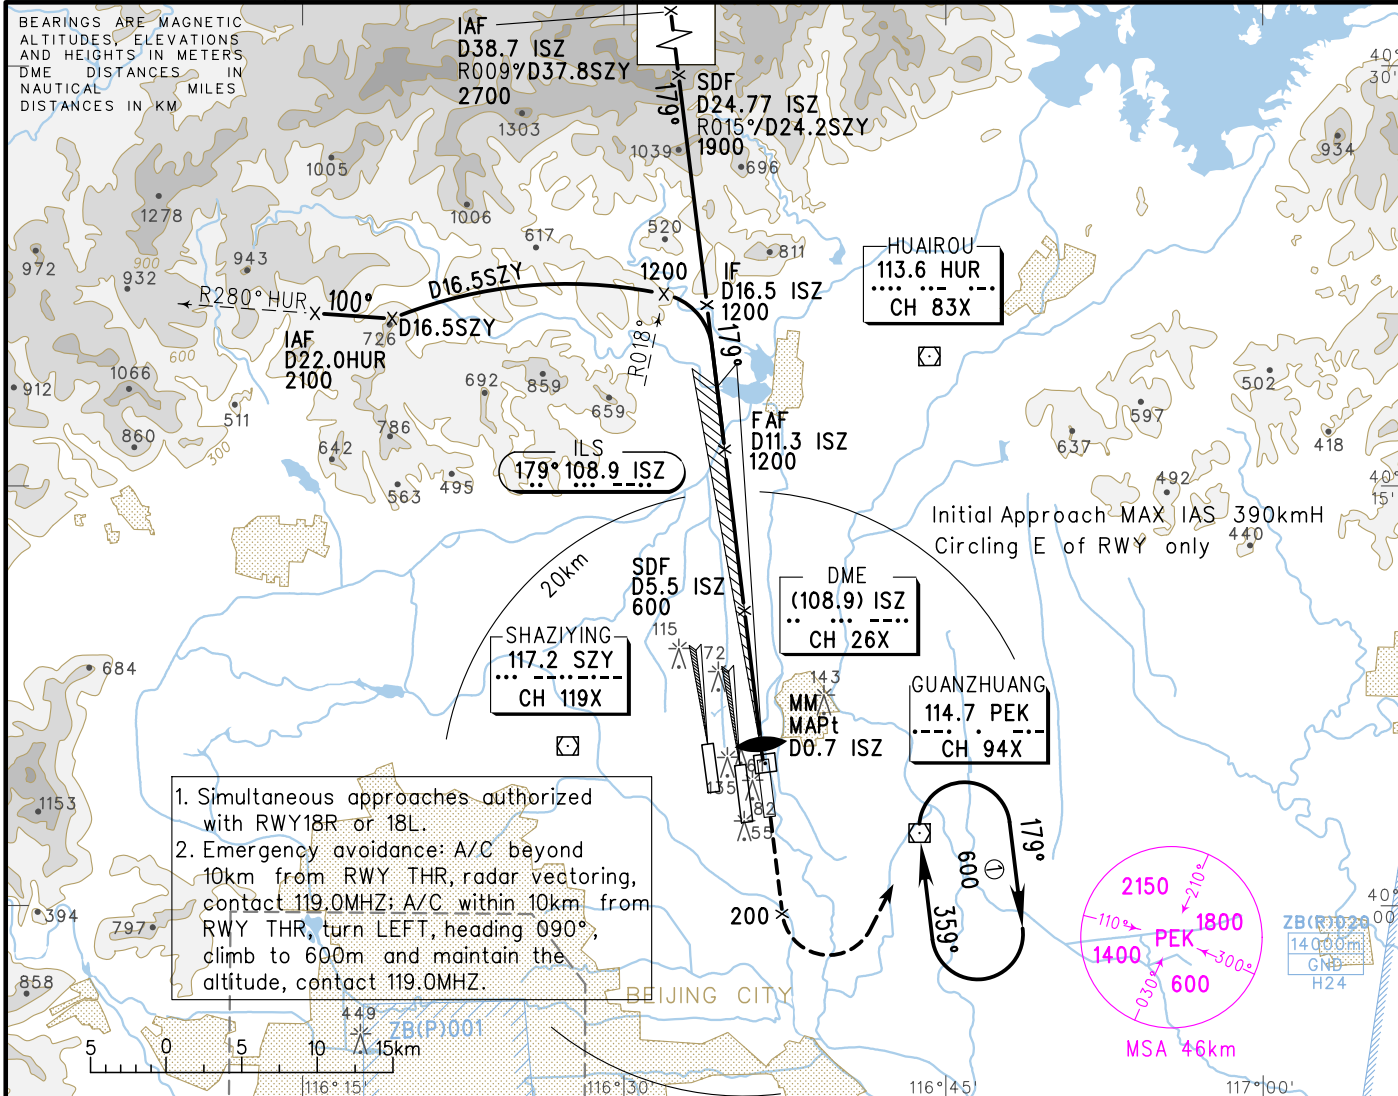 BEARINGS ARE MAGNETIC
ALTITUDES, ELEVATIONS
AND HEIGHTS IN METERS
DME DISTANCES IN
NAUTICAL MILES
DISTANCES IN KM
IAF
D38.7 ISZ
R009°/D37.8SZY
2700
179°
SDF
D24.77 ISZ
R015°/D24.2SZY
1900
40°
30'
1303
1039
696
934
1005
1278
1006
520
617
811
972
900
932
943
HUAIROU
113.6 HUR
CH 83X
R280° HUR
100°
D16.5SZY
1200
IF
D16.5 ISZ
1200
179°
D16.5SZY
726
IAF
D22.0HUR
2100
R018°
600
912
1066
511
860
300
692
859
659
786
642
563
495
502
597
637
418
492
440
FAF
D11.3 ISZ
1200
ILS
179° 108.9 ISZ
40°
15'
Initial Approach MAX IAS 390kmH
Circling E of RWY only
20km
SDF
D5.5 ISZ
600
DME
(108.9) ISZ
CH 26X
115
72
SHAZIYING
117.2 SZY
CH 119X
684
143
GUANZHUANG
114.7 PEK
CH 94X
MM
MAPt
D0.7 ISZ
135
82
55
1153
1. Simultaneous approaches authorized
with RWY18R or 18L.
2. Emergency avoidance: A/C beyond
10km from RWY THR, radar vectoring,
contact 119.0MHZ; A/C within 10km from
RWY THR, turn LEFT, heading 090°,
climb to 600m and maintain the
altitude, contact 119.0MHZ.
179°
600
1
359°
200
394
797
858
2150
210°
110°
1800
PEK
1400
300°
030°
600
MSA 46km
40°
00'
ZB(R)020
14000m
GND
H24
BEIJING CITY
449
ZB(P)001
5 0 5 10 15km
116°15'
116°30'
116°45'
117°00'